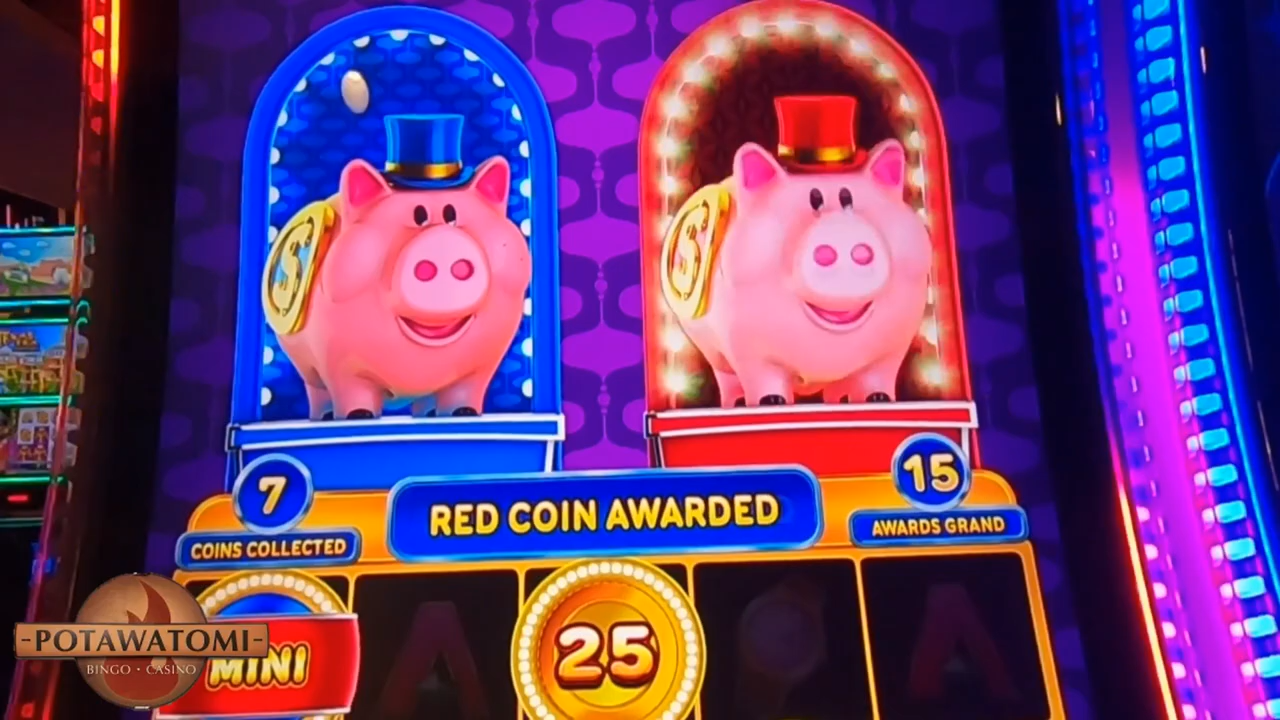 7
COINS COLLECTED
RED COIN AWARDED
15
AWARDS GRAND
MINI
25
-POTAWATOMI-
BINGO • CASINO